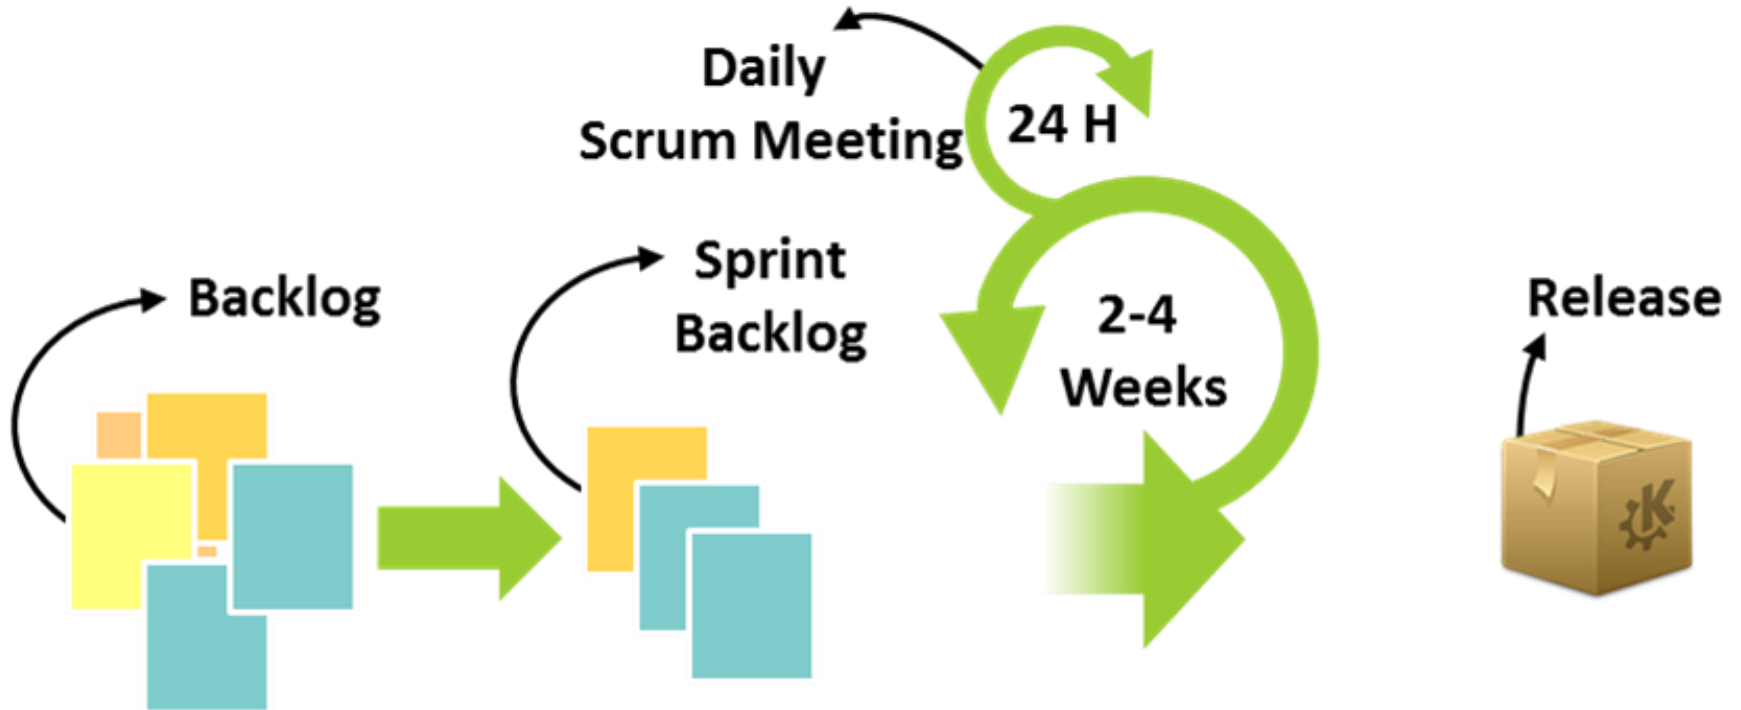 Daily
Scrum Meeting
24 H
Backlog
Sprint
Backlog
2-4
Weeks
Release
K